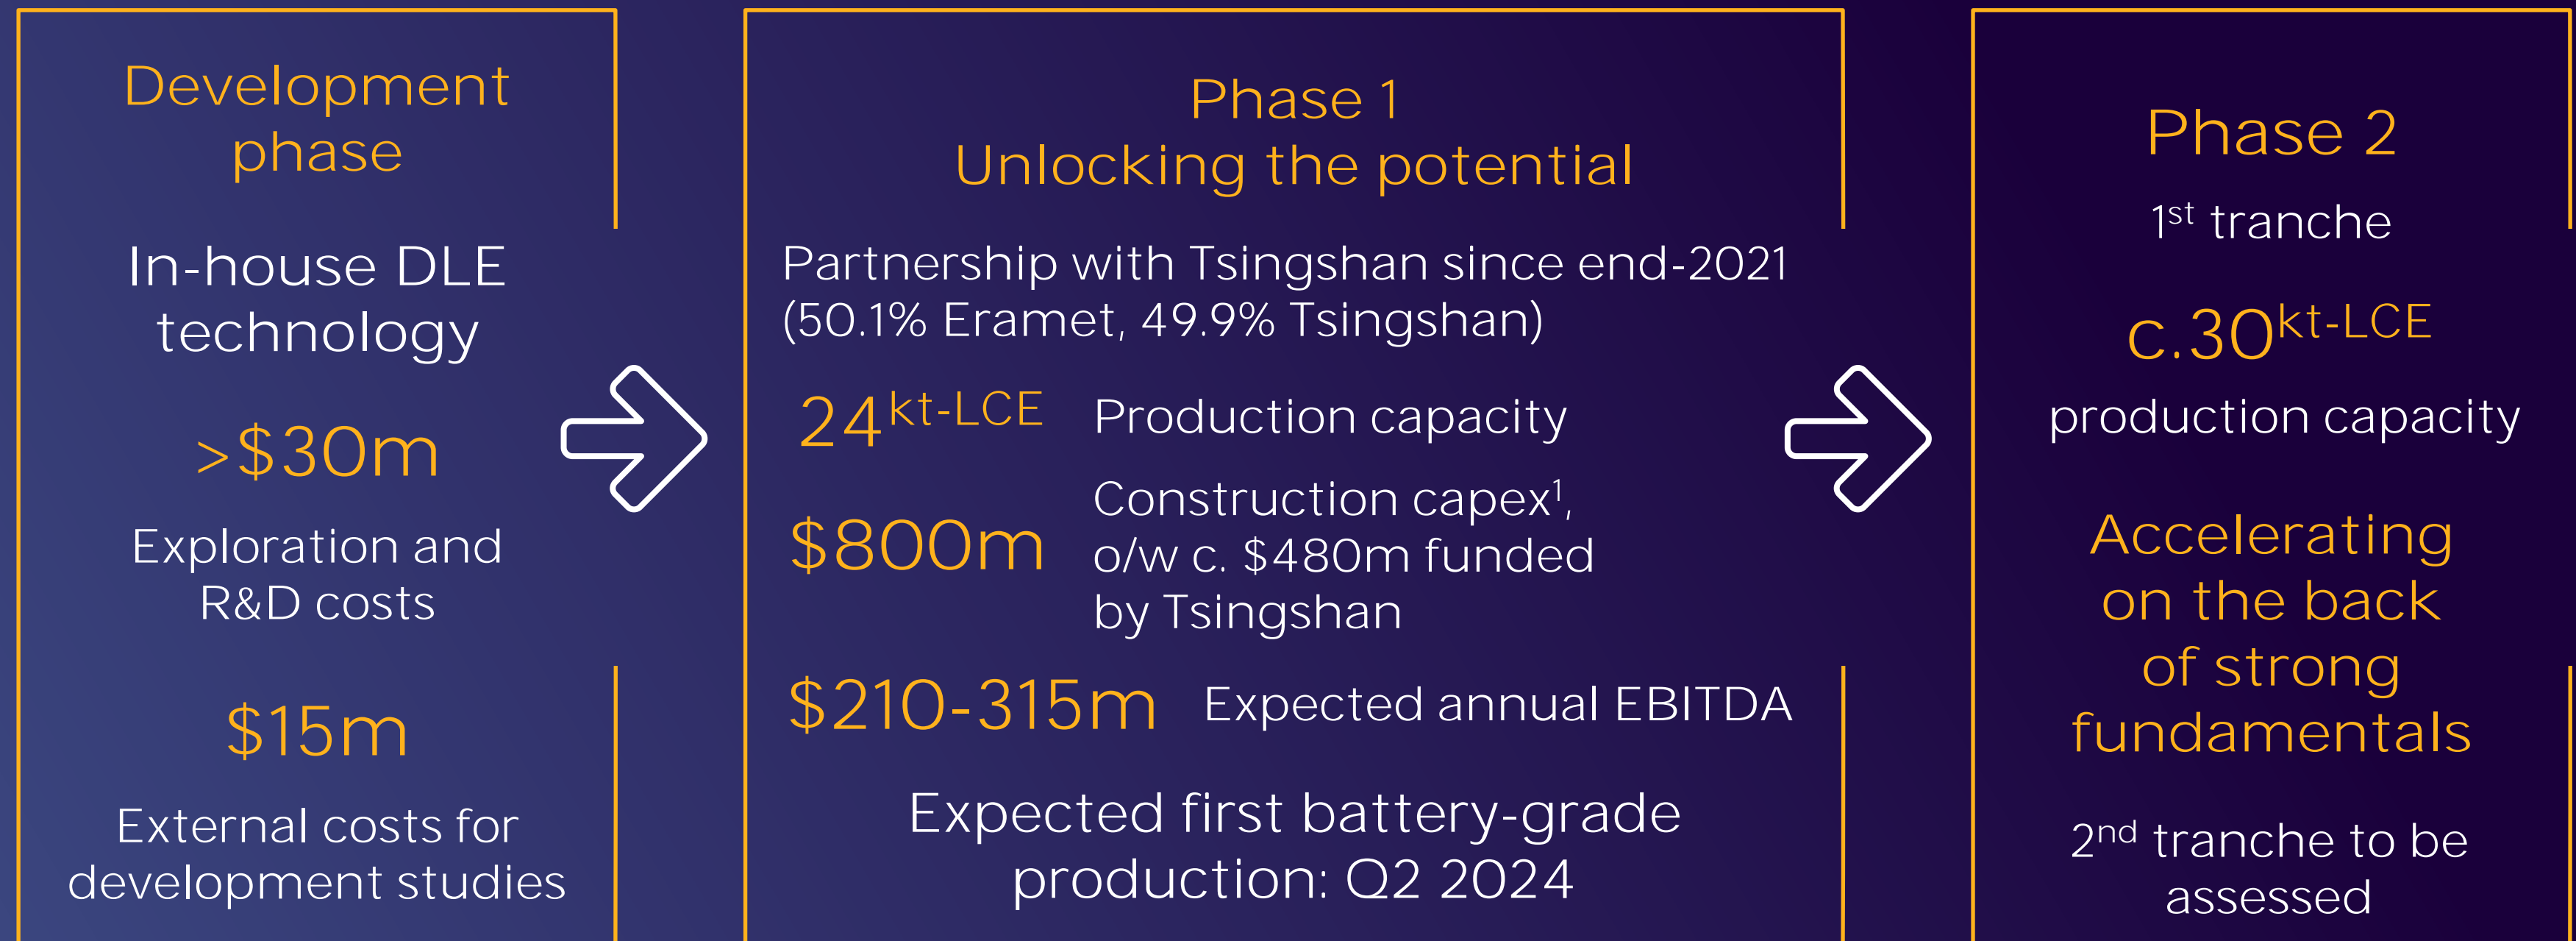 Development
phase
In-house DLE
technology
>$30m
Exploration and
R&D costs
$15m
External costs for
development studies
Phase 1
Unlocking the potential
Partnership with Tsingshan since end-2021
(50.1% Eramet, 49.9% Tsingshan)
24kt-LCE Production capacity
$800m
Construction capex1,
o/w c. $480m funded
by Tsingshan
$210-315m Expected annual EBITDA
Expected first battery-grade
production: Q2 2024
Phase 2
1st tranche
c.30kt-LCE
production capacity
Accelerating
on the back
of strong
fundamentals
2nd tranche to be
assessed